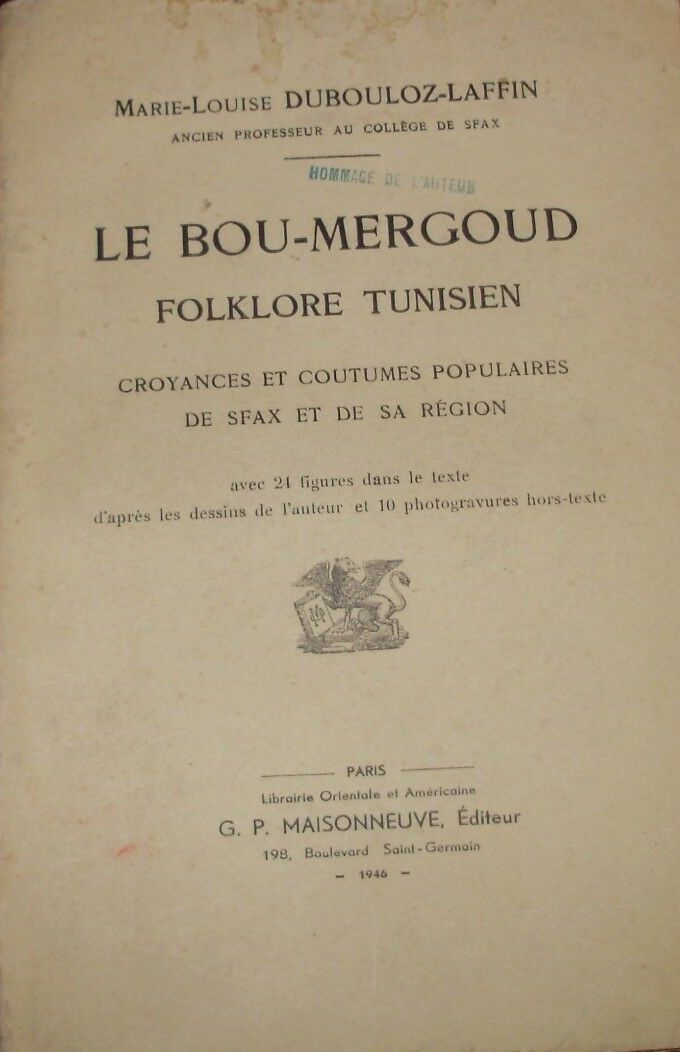 MARIE-LOUISE DUBOULOZ-LAFFIN
ANCIEN PROFESSEUR AU COLLÈGE DE SFAX
HOMMAGE DE L'AUTEUR
LE BOU-MERGOUD
FOLKLORE TUNISIEN
CROYANCES ET COUTUMES POPULAIRES
DE SFAX ET DE SA RÉGION
avec 24 figures dans le texte
d'après les dessins de l'auteur et 10 photogravures hors-texte
PARIS
Librairie Orientale et Américaine
G. P. MAISONNEUVE, Éditeur
198, Boulevard Saint-Germain
- 1946 -